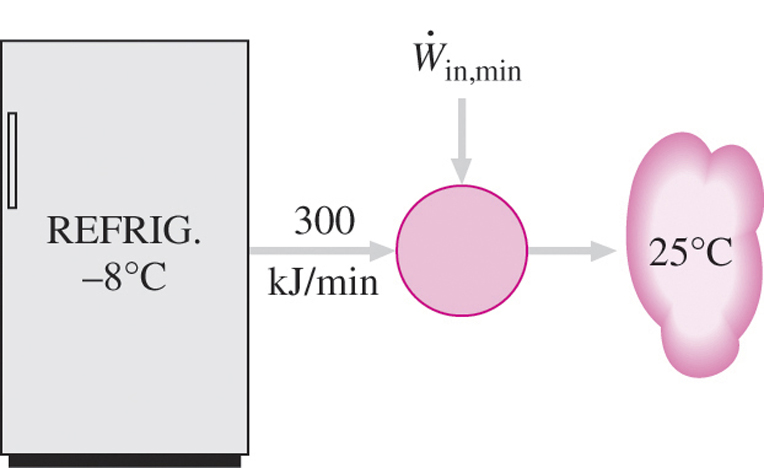 Ẇin,min
REFRIG.
–8°C
300
kJ/min
25°C